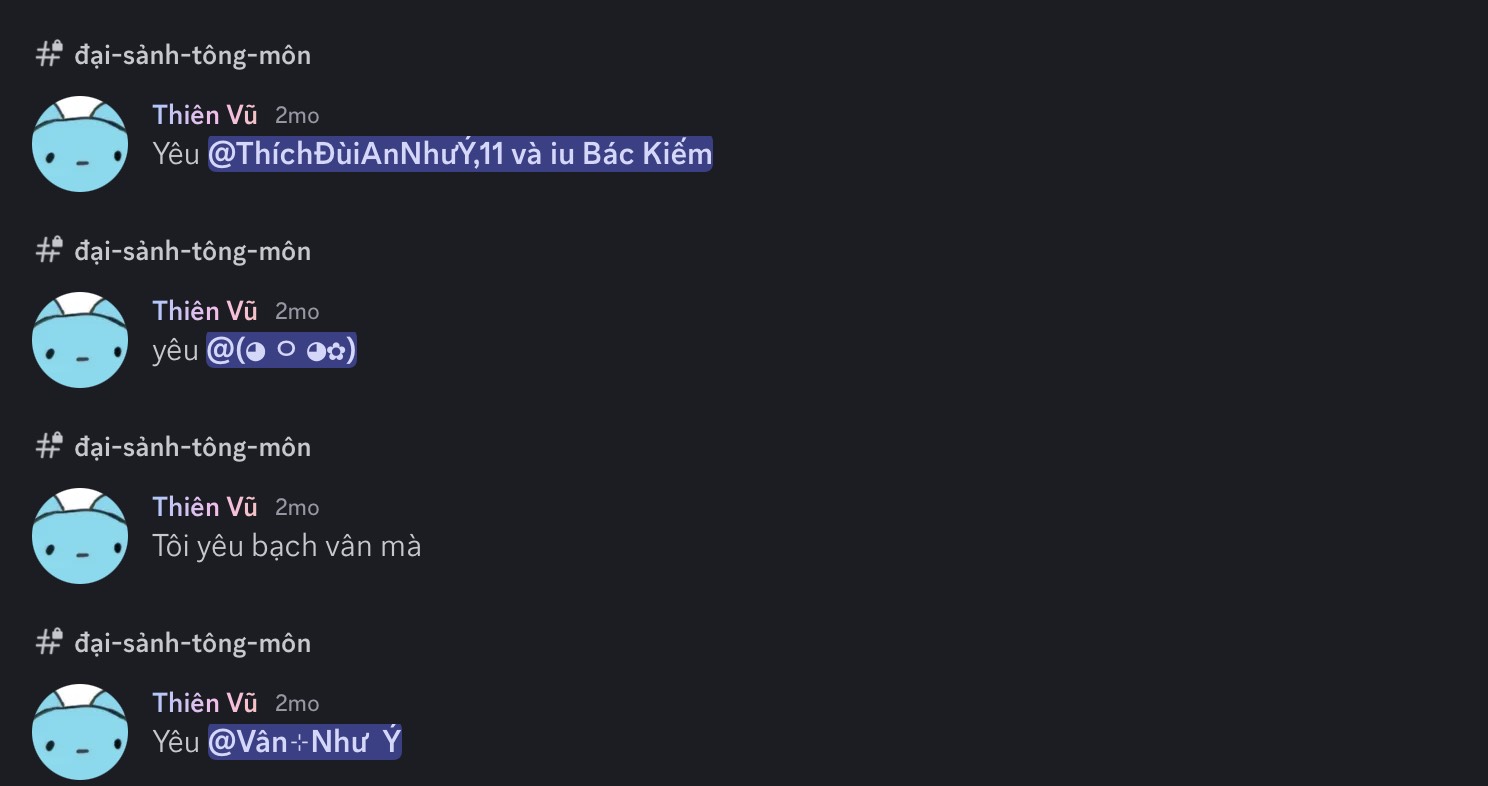 đại-sảnh-tông-môn
Thiên Vũ 2mo
Yêu @ThíchĐùiAnNhưÝ,11 và iu Bác Kiếm
đại-sảnh-tông-môn
Thiên Vũ 2mo
yêu @(◕ ㅇ ◕✿)
đại-sảnh-tông-môn
Thiên Vũ 2mo
Tôi yêu bạch vân mà
đại-sảnh-tông-môn
Thiên Vũ 2mo
Yêu @Vân⊹Như Ý